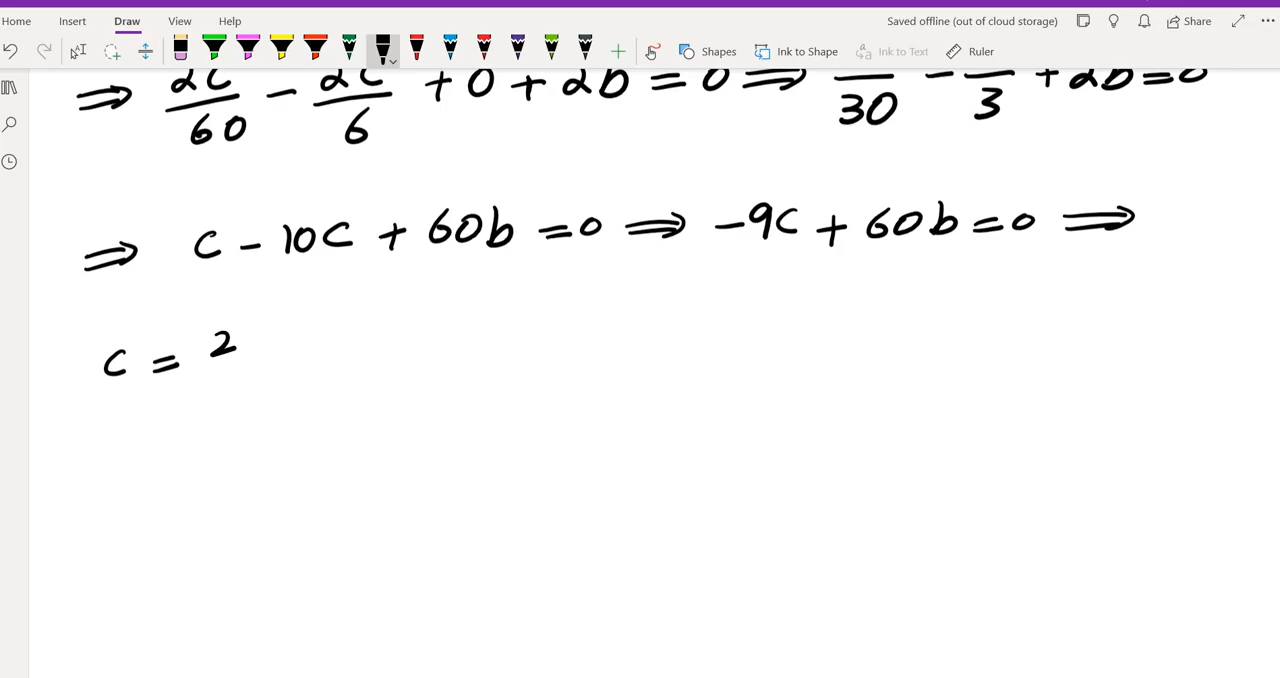 Home Insert Draw View Help Saved offline (out of cloud storage) Share
Shapes Ink to Shape Ink to Text Ruler
⇒ 2C/60 - 2C/6 + 0 + 2b = 0 ⇒ /30 - /3 + 2b = 0
⇒ C - 10C + 60b = 0 ⇒ -9C + 60b = 0 ⇒
C = 2